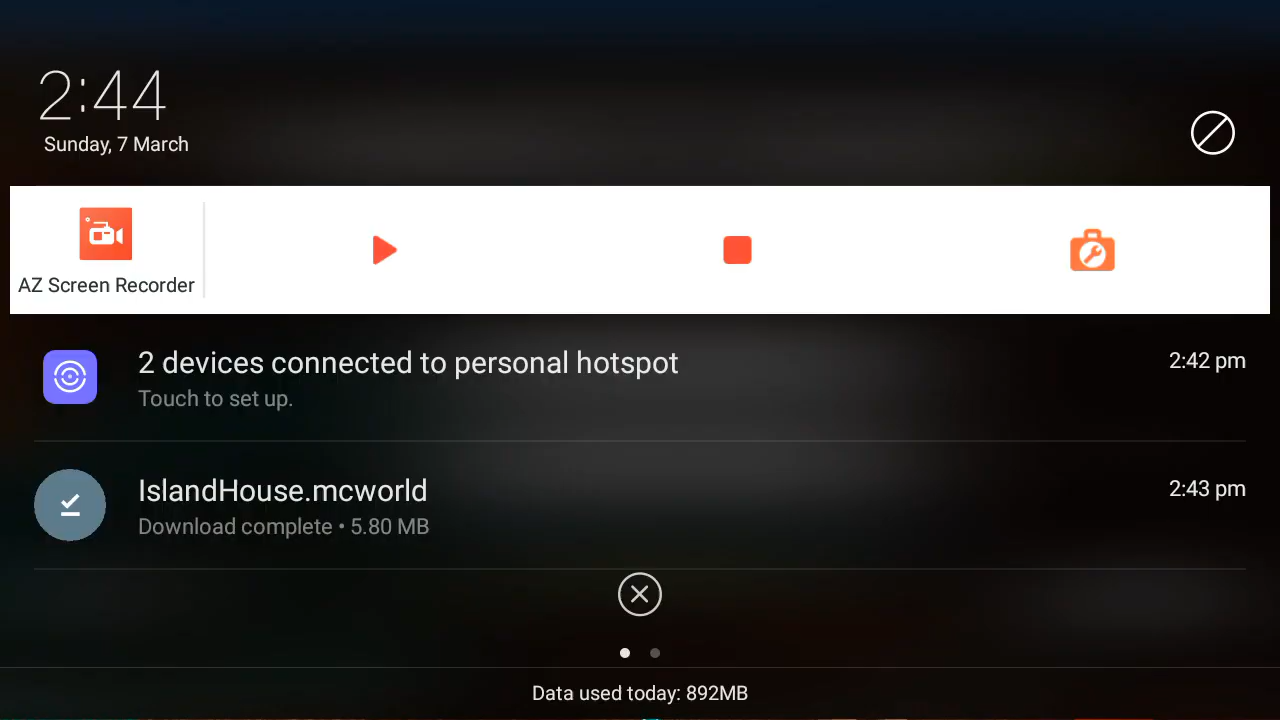 2:44
Sunday, 7 March
AZ Screen Recorder
2 devices connected to personal hotspot
2:42 pm
Touch to set up.
IslandHouse.mcworld
2:43 pm
Download complete • 5.80 MB
Data used today: 892MB